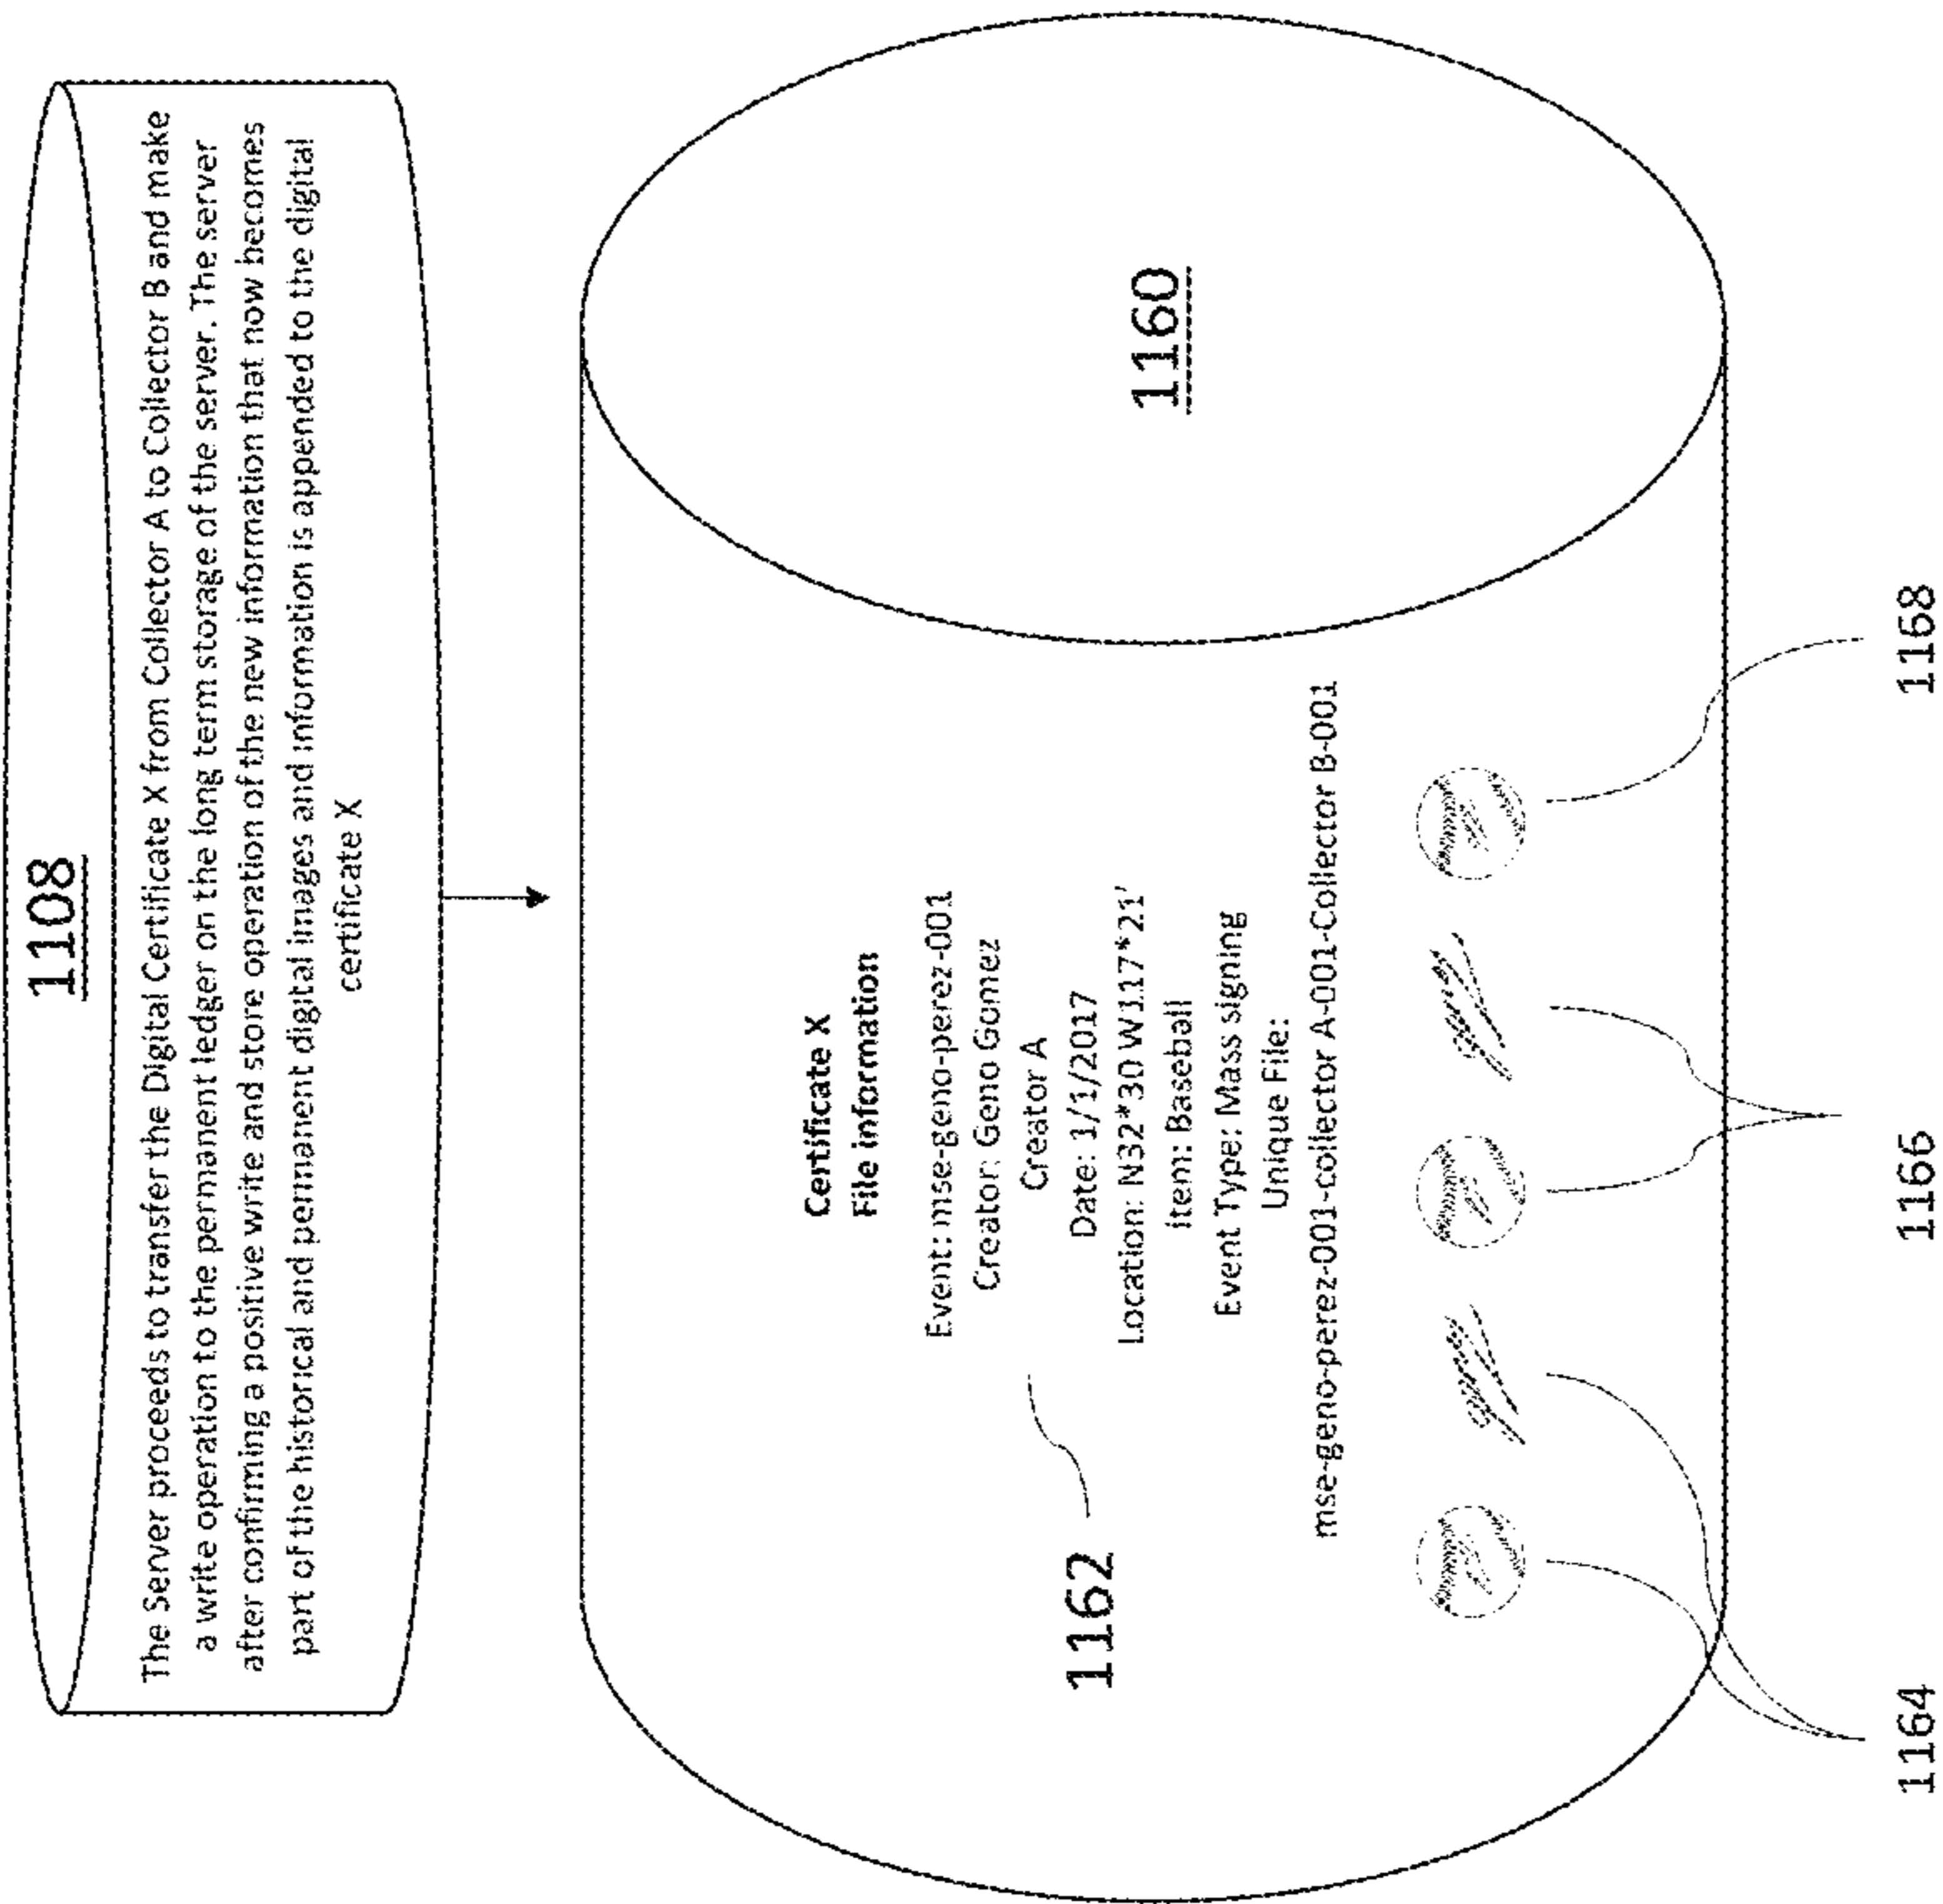 1108
The Server proceeds to transfer the Digital Certificate X from Collector A to Collector B and make
a write operation to the permanent ledger on the long term storage of the server. The server
after confirming a positive write and store operation of the new information that now becomes
part of the historical and permanent digital images and information is appended to the digital
certificate X
Certificate X
File information
Event: mse-geno-perez-001
Creator: Geno Gomez
Creator A
Date: 1/1/2017
Location: N32*30 W117*21'
Item: Baseball
Event Type: Mass signing
Unique File:
mse-geno-perez-001-collector A-001-Collector B-001
1160
1162
1164
1166
1168